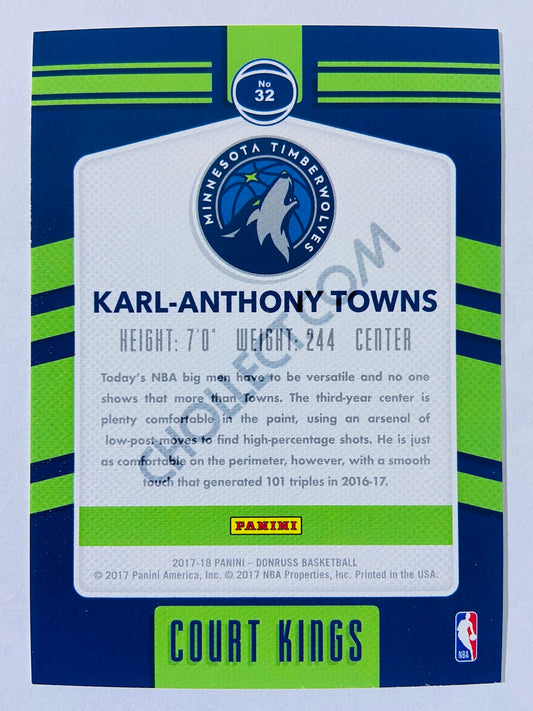 No
32
MINNESOTA TIMBERWOLVES
KARL-ANTHONY TOWNS
HEIGHT: 7'0" WEIGHT: 244 CENTER
Today's NBA big men have to be versatile and no one
shows that more than Towns. The third-year center is
plenty comfortable in the paint, using an arsenal of
low-post moves to find high-percentage shots. He is just
as comfortable on the perimeter, however, with a smooth
touch that generated 101 triples in 2016-17.
CHOLLECT.COM
PANINI
2017-18 PANINI – DONRUSS BASKETBALL
© 2017 Panini America, Inc. © 2017 NBA Properties, Inc. Printed in the USA.
COURT KINGS
NBA